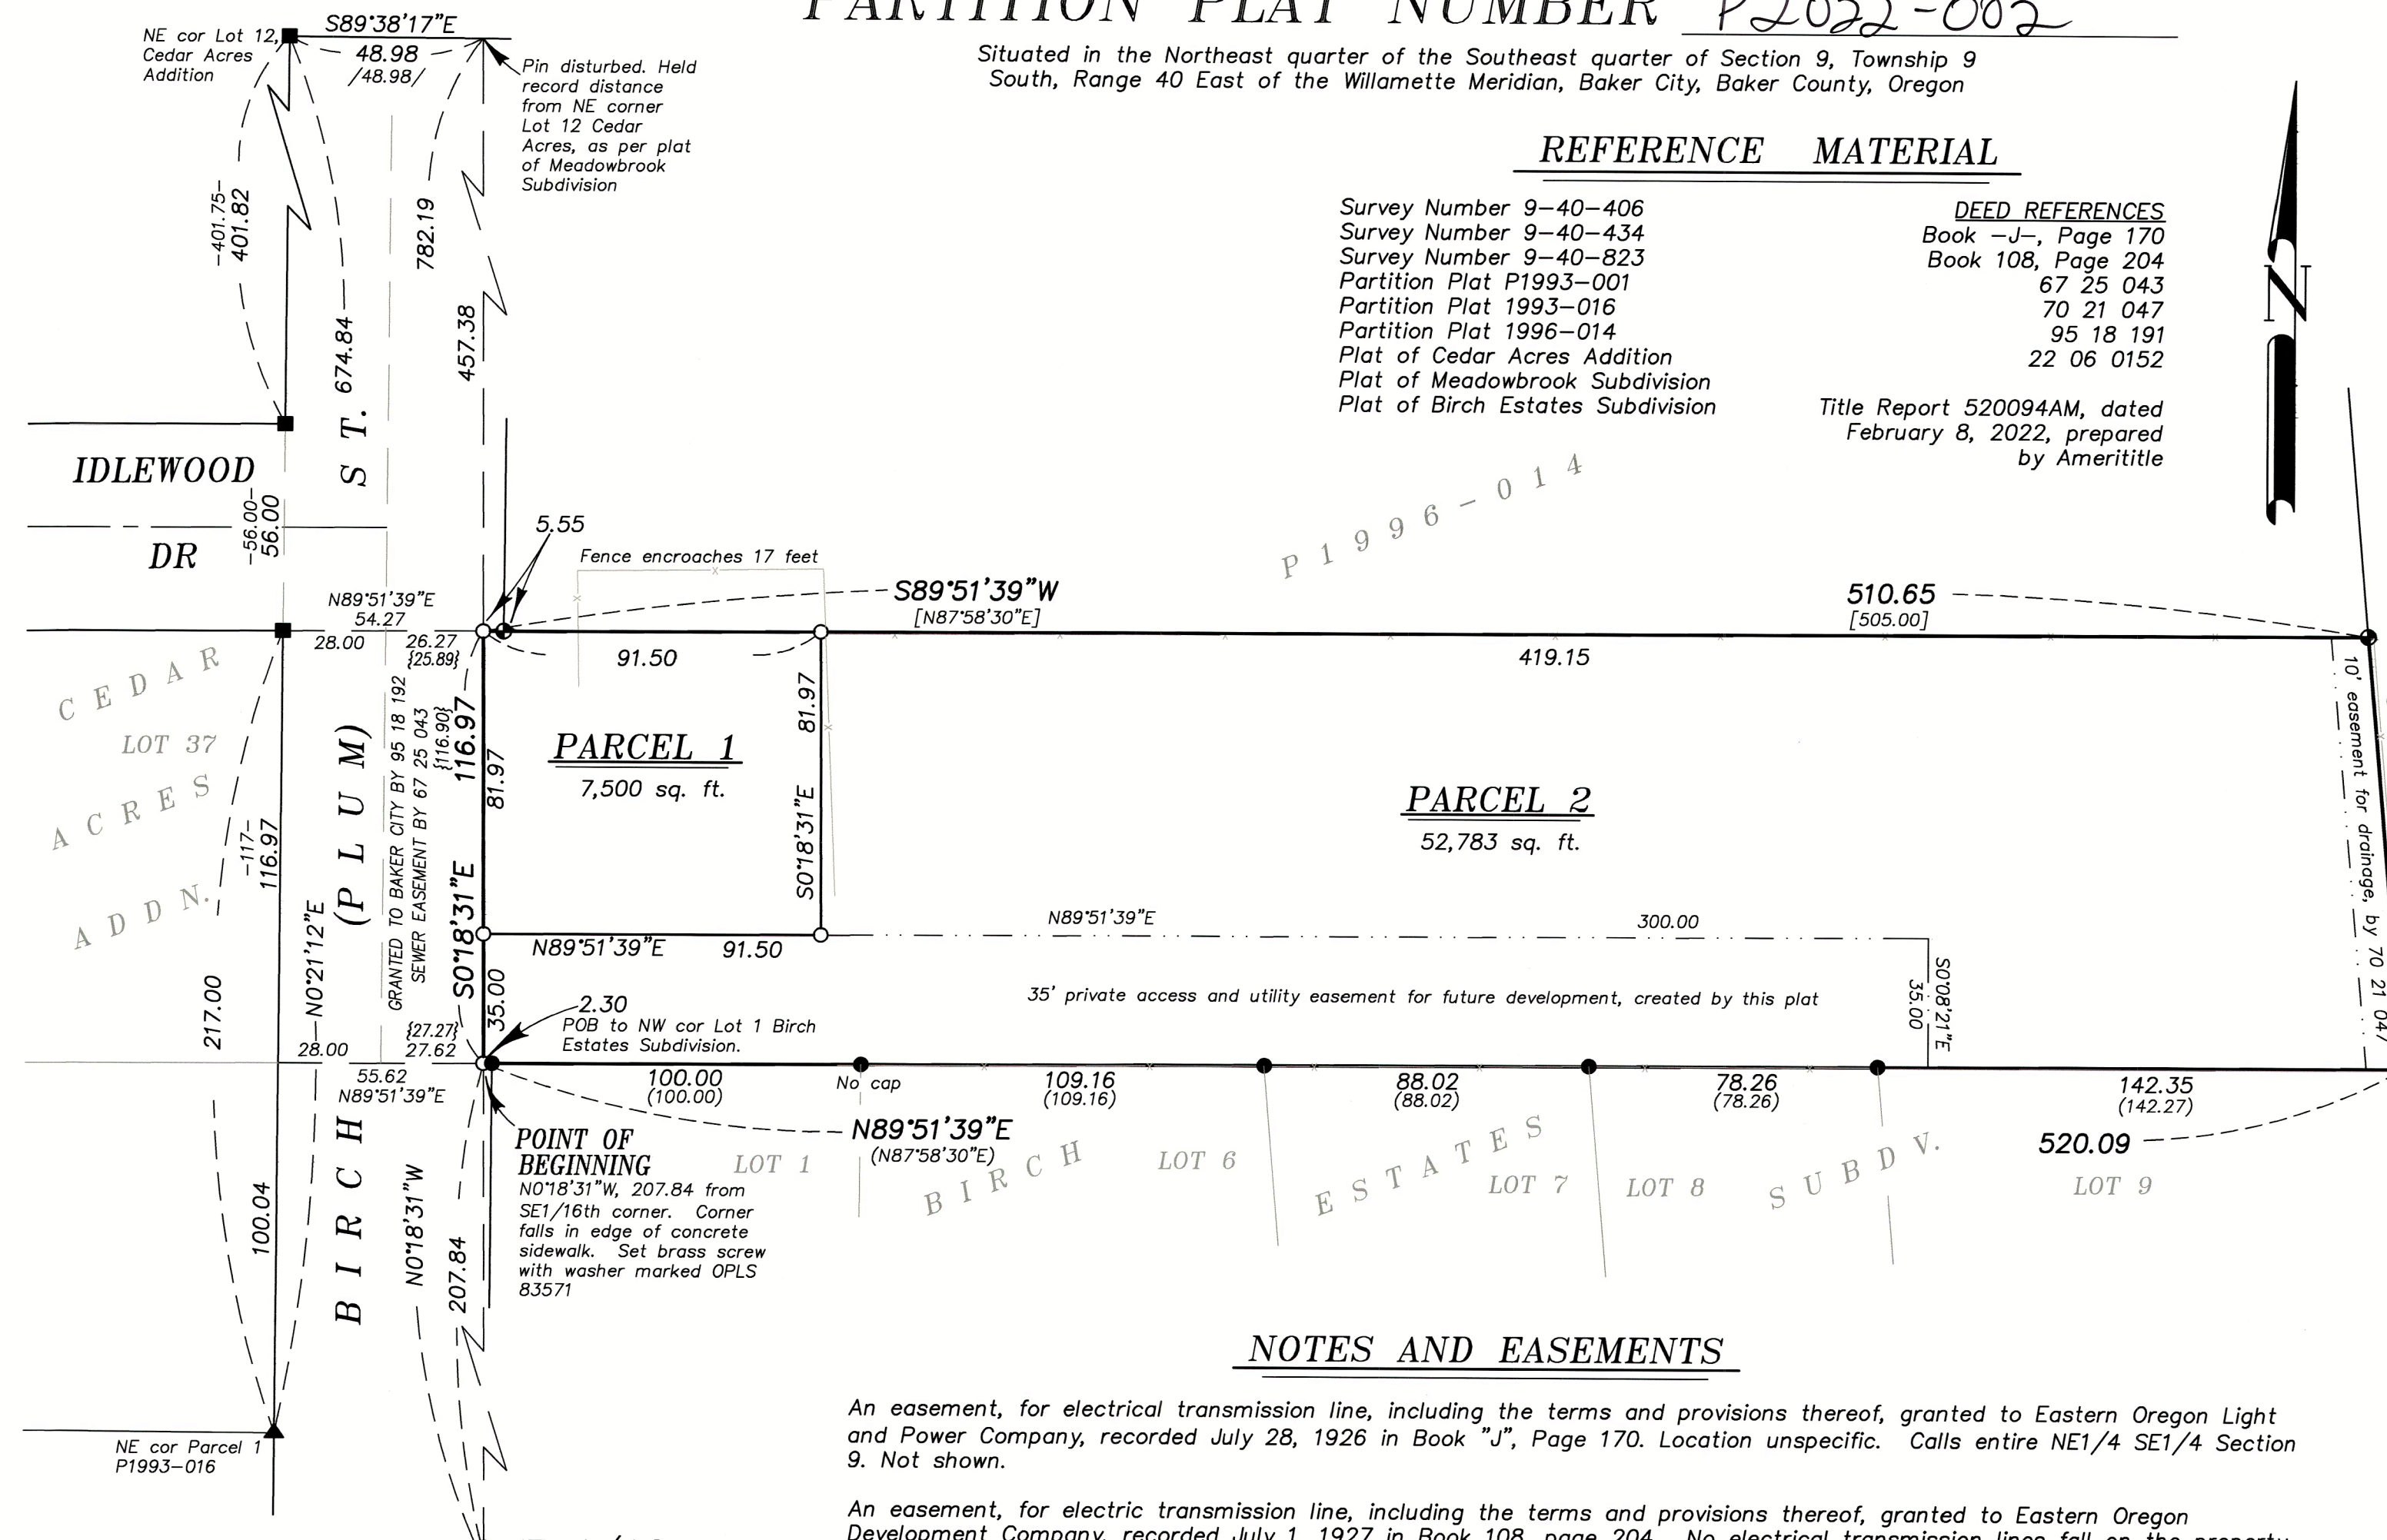 PARTITION PLAT NUMBER P2022-002
Situated in the Northeast quarter of the Southeast quarter of Section 9, Township 9
South, Range 40 East of the Willamette Meridian, Baker City, Baker County, Oregon
NE cor Lot 12,
Cedar Acres
Addition
S89°38'17"E
48.98
/48.98/
Pin disturbed. Held
record distance
from NE corner
Lot 12 Cedar
Acres, as per plat
of Meadowbrook
Subdivision
REFERENCE MATERIAL
Survey Number 9-40-406
Survey Number 9-40-434
Survey Number 9-40-823
Partition Plat P1993-001
Partition Plat 1993-016
Partition Plat 1996-014
Plat of Cedar Acres Addition
Plat of Meadowbrook Subdivision
Plat of Birch Estates Subdivision
DEED REFERENCES
Book -J-, Page 170
Book 108, Page 204
67 25 043
70 21 047
95 18 191
22 06 0152
Title Report 520094AM, dated
February 8, 2022, prepared
by Amerititle
N
-401.75-
401.82
674.84
782.19
457.38
IDLEWOOD
DR
-56.00-
56.00
BIRCH (PLUM) ST.
P1996-014
5.55
Fence encroaches 17 feet
S89°51'39"W
[N87°58'30"E]
510.65
[505.00]
N89°51'39"E
54.27
28.00
26.27
{25.89}
91.50
419.15
CEDAR
LOT 37
ACRES
ADDN.
-117-
116.97
217.00
100.04
N0°21'12"E
GRANTED TO BAKER CITY BY 95 18 192
SEWER EASEMENT BY 67 25 043
{116.90}
116.97
S0°18'31"E
81.97
35.00
PARCEL 1
7,500 sq. ft.
81.97
S0°18'31"E
PARCEL 2
52,783 sq. ft.
10' easement for drainage, by 70 21 047
N89°51'39"E
91.50
N89°51'39"E
300.00
S0°08'21"E
35.00
35' private access and utility easement for future development, created by this plat
2.30
POB to NW cor Lot 1 Birch
Estates Subdivision.
{27.27}
28.00
27.62
55.62
N89°51'39"E
100.00
(100.00)
No cap
109.16
(109.16)
88.02
(88.02)
78.26
(78.26)
142.35
(142.27)
N89°51'39"E
(N87°58'30"E)
520.09
POINT OF
BEGINNING
N0°18'31"W, 207.84 from
SE1/16th corner. Corner
falls in edge of concrete
sidewalk. Set brass screw
with washer marked OPLS
83571
N0°18'31"W
207.84
LOT 1
LOT 6
LOT 7
LOT 8
LOT 9
BIRCH ESTATES SUBDV.
NE cor Parcel 1
P1993-016
NOTES AND EASEMENTS
An easement, for electrical transmission line, including the terms and provisions thereof, granted to Eastern Oregon Light
and Power Company, recorded July 28, 1926 in Book "J", Page 170. Location unspecific. Calls entire NE1/4 SE1/4 Section
9. Not shown.
An easement, for electric transmission line, including the terms and provisions thereof, granted to Eastern Oregon
Development Company, recorded July 1, 1927 in Book 108, page 204. No electrical transmission lines fall on the property